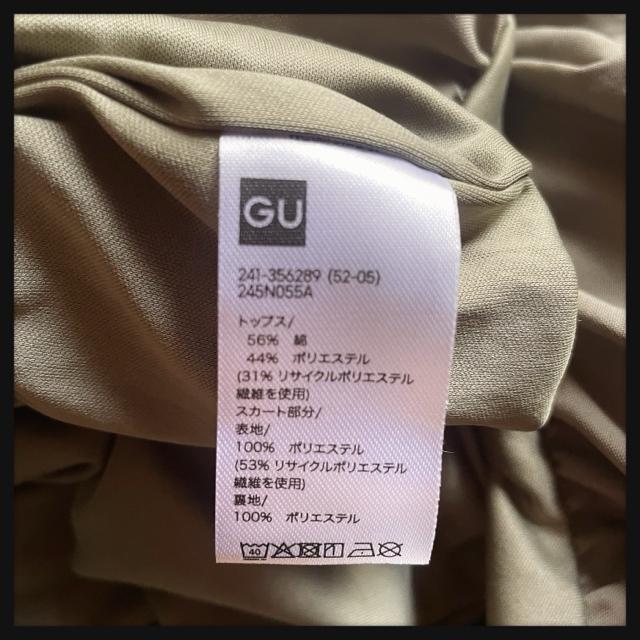 GU
241-356289 (52-05)
245N055A
トップス/
56% 綿
44% ポリエステル
(31% リサイクルポリエステル
繊維を使用)
スカート部分/
表地/
100% ポリエステル
(53% リサイクルポリエステル
繊維を使用)
裏地/
100% ポリエステル
40